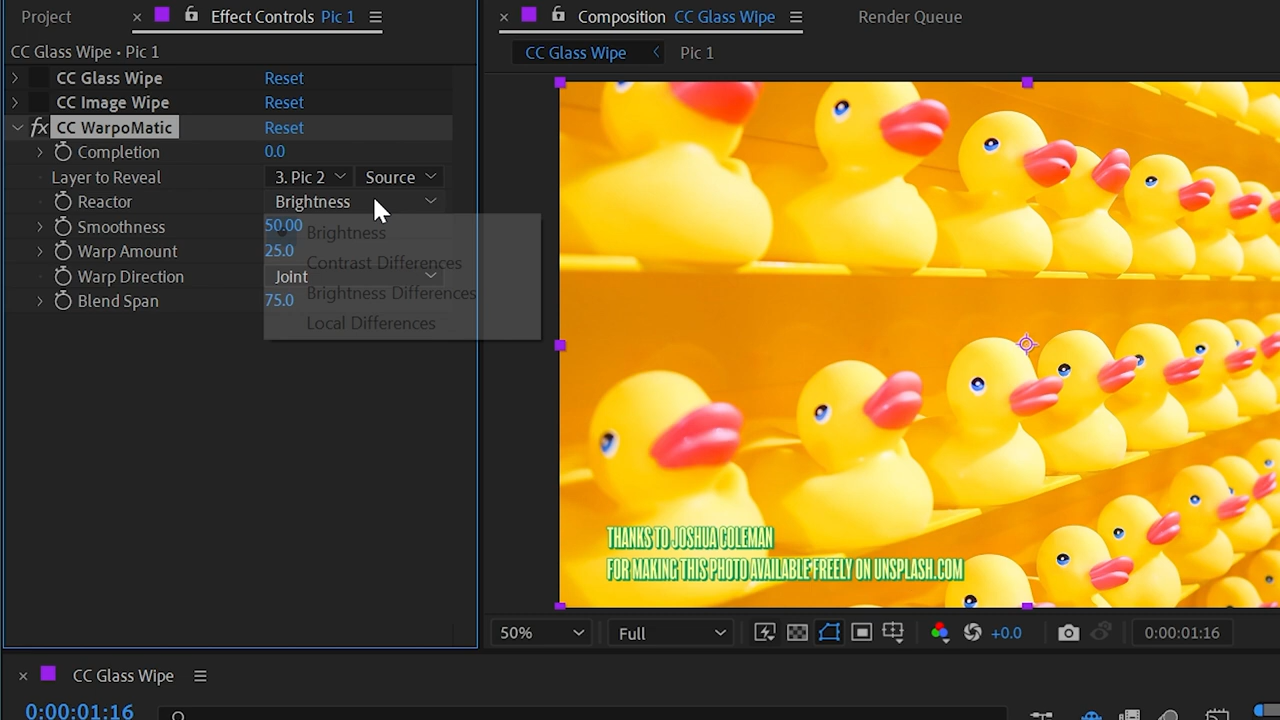 Project
Effect Controls Pic 1
CC Glass Wipe • Pic 1
CC Glass Wipe Reset
CC Image Wipe Reset
fx CC WarpoMatic Reset
Completion 0.0
Layer to Reveal 3. Pic 2 Source
Reactor Brightness
Smoothness 50.00
Brightness
Warp Amount 25.0
Contrast Differences
Warp Direction Joint
Brightness Differences
Blend Span 75.0
Local Differences
Composition CC Glass Wipe
Render Queue
CC Glass Wipe Pic 1
THANKS TO JOSHUA COLEMAN
FOR MAKING THIS PHOTO AVAILABLE FREELY ON UNSPLASH.COM
50% Full +0.0 0:00:01:16
CC Glass Wipe
0:00:01:16